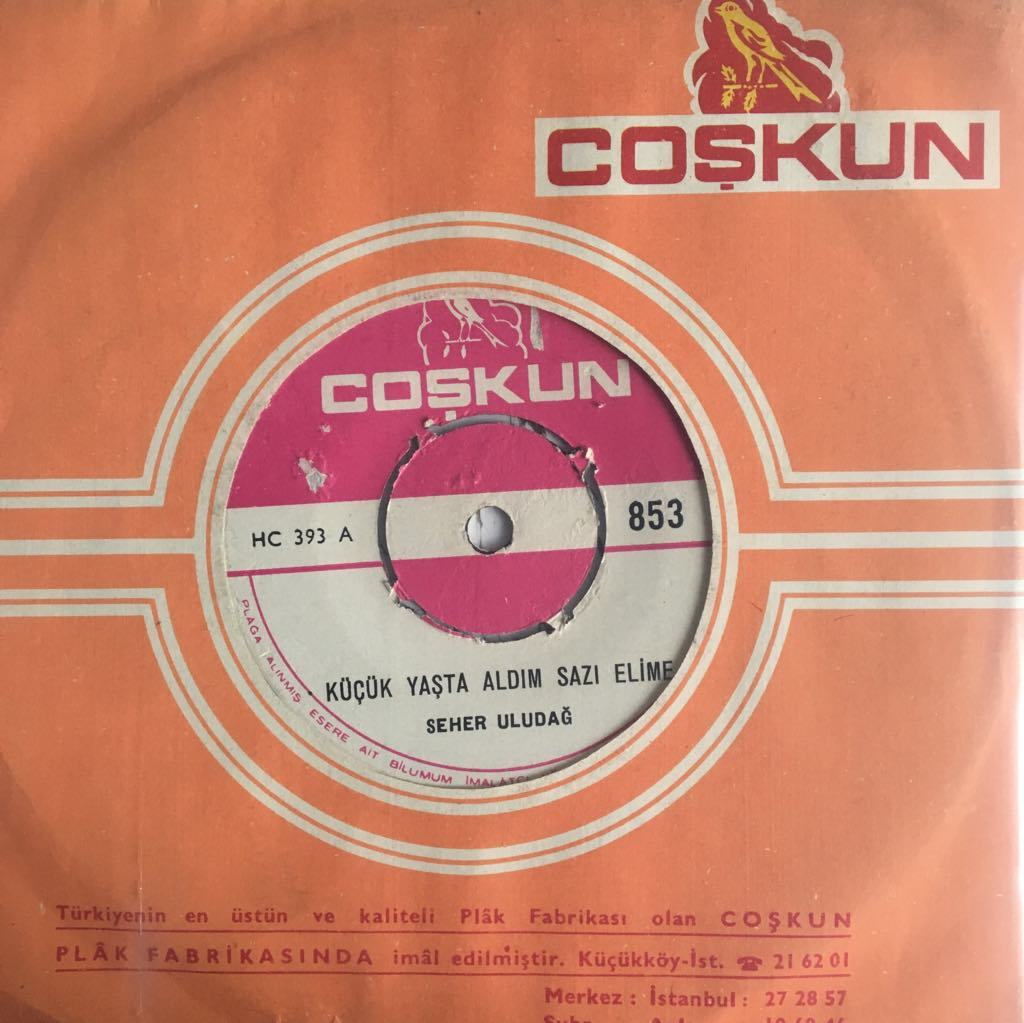 COŞKUN
COŞKUN
HC 393 A
853
KÜÇÜK YAŞTA ALDIM SAZI ELİME
SEHER ULUDAĞ
PLAĞA ALINMIŞ ESERE AİT BİLUMUM
Türkiyenin en üstün ve kaliteli Plâk Fabrikası olan COŞKUN
PLÂK FABRİKASINDA imâl edilmiştir. Küçükköy-İst. ☎ 21 62 01
Merkez : İstanbul : 27 28 57